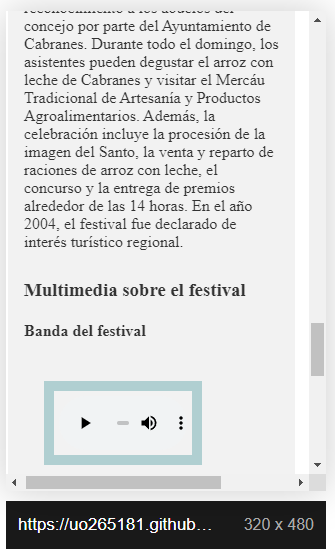 reconocimiento a los abuelos del
concejo por parte del Ayuntamiento de
Cabranes. Durante todo el domingo, los
asistentes pueden degustar el arroz con
leche de Cabranes y visitar el Mercáu
Tradicional de Artesanía y Productos
Agroalimentarios. Además, la
celebración incluye la procesión de la
imagen del Santo, la venta y reparto de
raciones de arroz con leche, el
concurso y la entrega de premios
alrededor de las 14 horas. En el año
2004, el festival fue declarado de
interés turístico regional.
Multimedia sobre el festival
Banda del festival
https://uo265181.github… 320 x 480